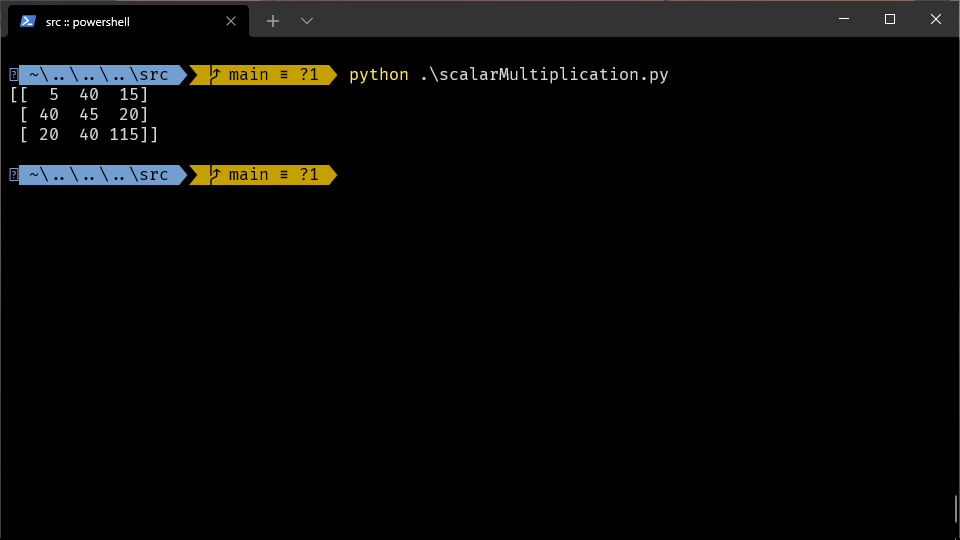 src :: powershell
~\..\..\..\src main ≡ ?1 python .\scalarMultiplication.py
[[  5  40  15]
 [ 40  45  20]
 [ 20  40 115]]
~\..\..\..\src main ≡ ?1